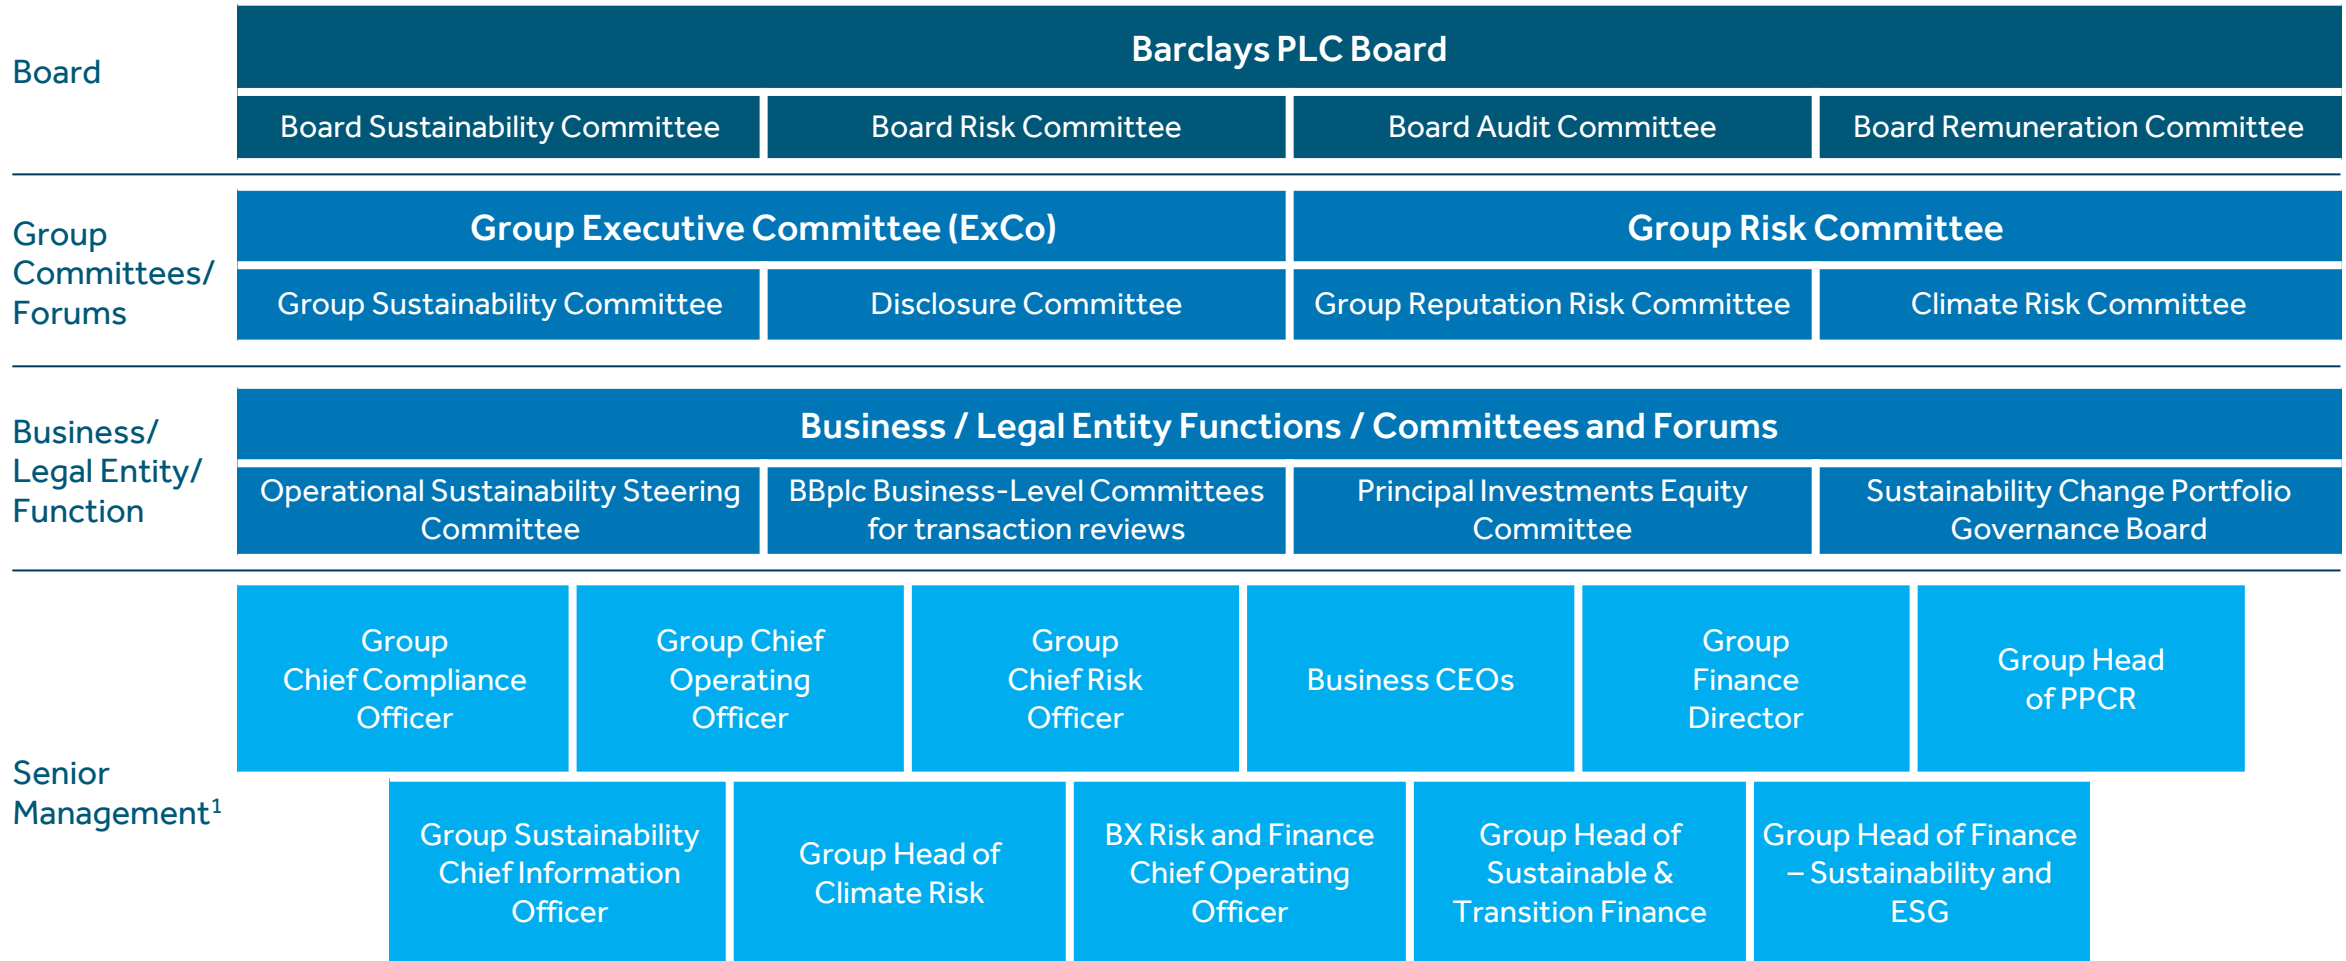 Board
Barclays PLC Board
Board Sustainability Committee
Board Risk Committee
Board Audit Committee
Board Remuneration Committee
Group
Committees/
Forums
Group Executive Committee (ExCo)
Group Risk Committee
Group Sustainability Committee
Disclosure Committee
Group Reputation Risk Committee
Climate Risk Committee
Business/
Legal Entity/
Function
Business / Legal Entity Functions / Committees and Forums
Operational Sustainability Steering
Committee
BBplc Business-Level Committees
for transaction reviews
Principal Investments Equity
Committee
Sustainability Change Portfolio
Governance Board
Senior
Management¹
Group
Chief Compliance
Officer
Group Chief
Operating
Officer
Group
Chief Risk
Officer
Business CEOs
Group
Finance
Director
Group Head
of PPCR
Group Sustainability
Chief Information
Officer
Group Head of
Climate Risk
BX Risk and Finance
Chief Operating
Officer
Group Head of
Sustainable &
Transition Finance
Group Head of Finance
– Sustainability and
ESG